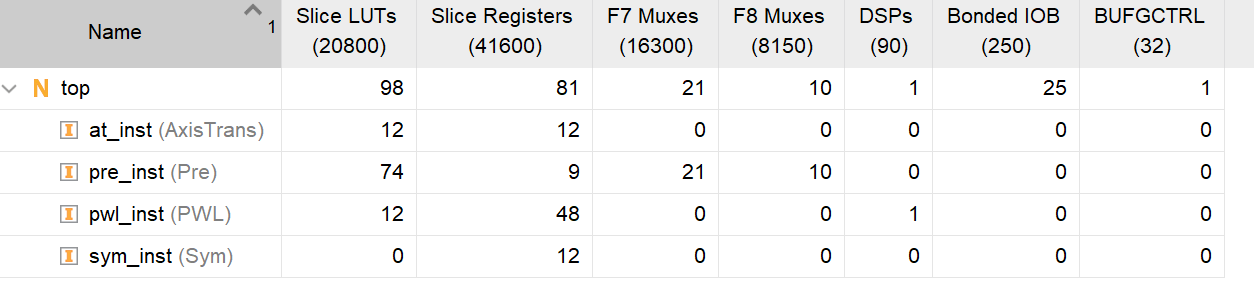 Name 1 Slice LUTs (20800) Slice Registers (41600) F7 Muxes (16300) F8 Muxes (8150) DSPs (90) Bonded IOB (250) BUFGCTRL (32)
N top 98 81 21 10 1 25 1
I at_inst (AxisTrans) 12 12 0 0 0 0 0
I pre_inst (Pre) 74 9 21 10 0 0 0
I pwl_inst (PWL) 12 48 0 0 1 0 0
I sym_inst (Sym) 0 12 0 0 0 0 0